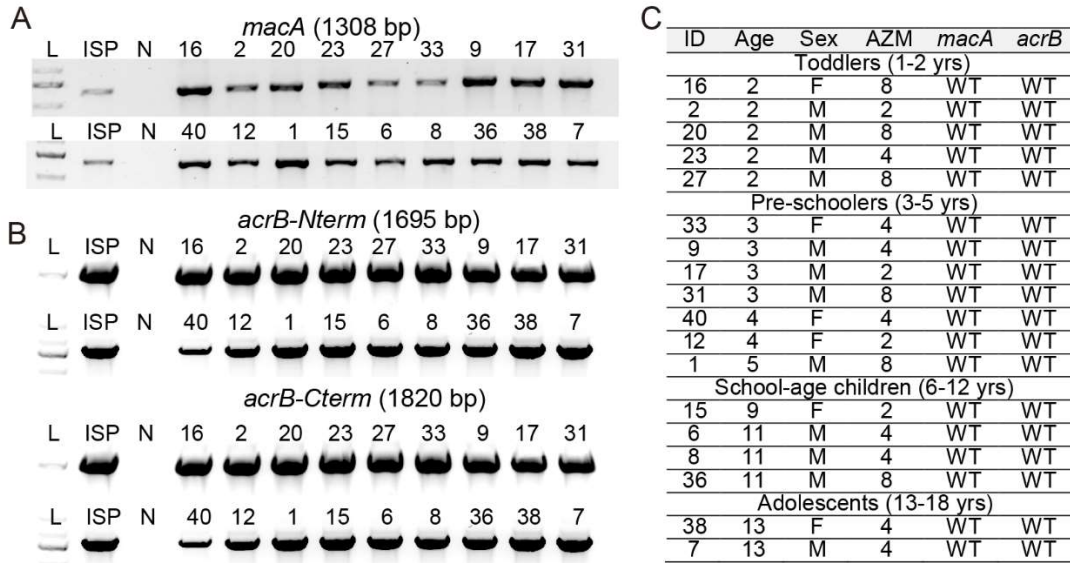 A
macA (1308 bp)
L ISP N 16 2 20 23 27 33 9 17 31
L ISP N 40 12 1 15 6 8 36 38 7
B
acrB-Nterm (1695 bp)
L ISP N 16 2 20 23 27 33 9 17 31
L ISP N 40 12 1 15 6 8 36 38 7
acrB-Cterm (1820 bp)
L ISP N 16 2 20 23 27 33 9 17 31
L ISP N 40 12 1 15 6 8 36 38 7
C
ID Age Sex AZM macA acrB
Toddlers (1-2 yrs)
16 2 F 8 WT WT
2 2 M 2 WT WT
20 2 M 8 WT WT
23 2 M 4 WT WT
27 2 M 8 WT WT
Pre-schoolers (3-5 yrs)
33 3 F 4 WT WT
9 3 M 4 WT WT
17 3 M 2 WT WT
31 3 M 8 WT WT
40 4 F 4 WT WT
12 4 F 2 WT WT
1 5 M 8 WT WT
School-age children (6-12 yrs)
15 9 F 2 WT WT
6 11 M 4 WT WT
8 11 M 4 WT WT
36 11 M 8 WT WT
Adolescents (13-18 yrs)
38 13 F 4 WT WT
7 13 M 4 WT WT